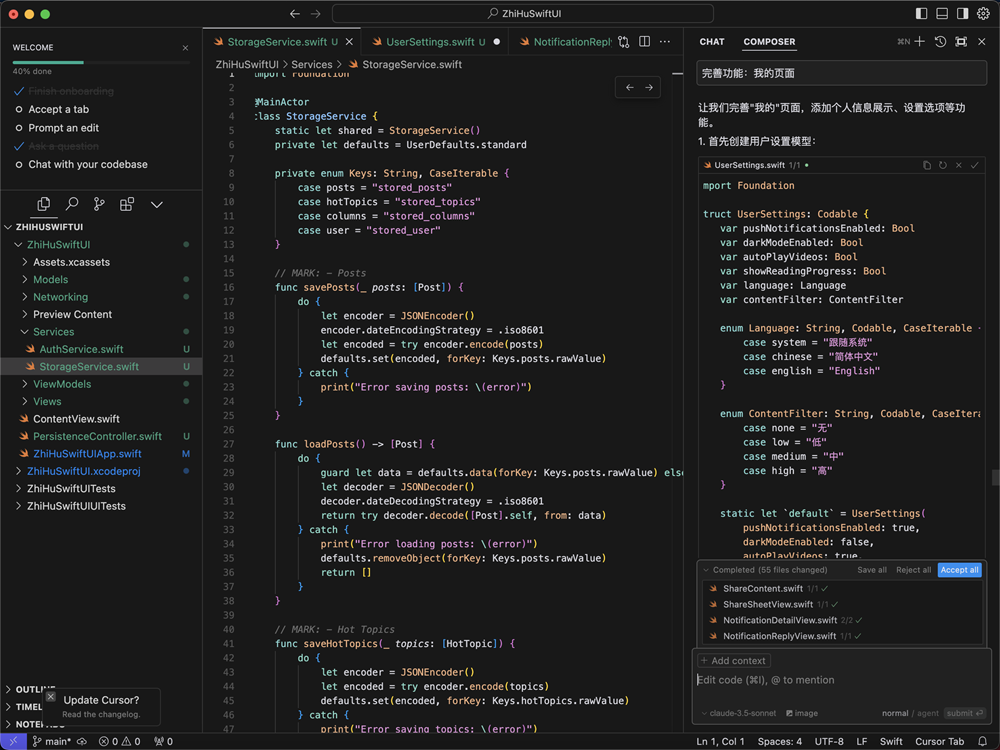 ZhiHuSwiftUI
WELCOME
40% done
Finish onboarding
Accept a tab
Prompt an edit
Ask a question
Chat with your codebase
ZHIHUSWIFTUI
ZhiHuSwiftUI
Assets.xcassets
Models
Networking
Preview Content
Services
AuthService.swift U
StorageService.swift U
ViewModels
Views
ContentView.swift
PersistenceController.swift U
ZhiHuSwiftUIApp.swift M
ZhiHuSwiftUI.xcodeproj
ZhiHuSwiftUITests
ZhiHuSwiftUIUITests
OUTLIN
TIMEL
NOTEPADS
Update Cursor?
Read the changelog.
StorageService.swift U
UserSettings.swift U
NotificationReply
ZhiHuSwiftUI > Services > StorageService.swift
1 import Foundation
2
3 @MainActor
4 class StorageService {
5 static let shared = StorageService()
6 private let defaults = UserDefaults.standard
7
8 private enum Keys: String, CaseIterable {
9 case posts = "stored_posts"
10 case hotTopics = "stored_topics"
11 case columns = "stored_columns"
12 case user = "stored_user"
13 }
14
15 // MARK: - Posts
16 func savePosts(_ posts: [Post]) {
17 do {
18 let encoder = JSONEncoder()
19 encoder.dateEncodingStrategy = .iso8601
20 let encoded = try encoder.encode(posts)
21 defaults.set(encoded, forKey: Keys.posts.rawValue)
22 } catch {
23 print("Error saving posts: \(error)")
24 }
25 }
26
27 func loadPosts() -> [Post] {
28 do {
29 guard let data = defaults.data(forKey: Keys.posts.rawValue) else
30 let decoder = JSONDecoder()
31 decoder.dateDecodingStrategy = .iso8601
32 return try decoder.decode([Post].self, from: data)
33 } catch {
34 print("Error loading posts: \(error)")
35 defaults.removeObject(forKey: Keys.posts.rawValue)
36 return []
37 }
38 }
39
40 // MARK: - Hot Topics
41 func saveHotTopics(_ topics: [HotTopic]) {
42 do {
43 let encoder = JSONEncoder()
44 let encoded = try encoder.encode(topics)
45 defaults.set(encoded, forKey: Keys.hotTopics.rawValue)
46 } catch {
47 print("Error saving topics: \(error)")
CHAT COMPOSER ⌘N
完善功能：我的页面
让我们完善"我的"页面，添加个人信息展示、设置选项等功
能。
1. 首先创建用户设置模型：
UserSettings.swift 1/1
mport Foundation
truct UserSettings: Codable {
var pushNotificationsEnabled: Bool
var darkModeEnabled: Bool
var autoPlayVideos: Bool
var showReadingProgress: Bool
var language: Language
var contentFilter: ContentFilter
enum Language: String, Codable, CaseIterable
case system = "跟随系统"
case chinese = "简体中文"
case english = "English"
}
enum ContentFilter: String, Codable, CaseItera
case none = "无"
case low = "低"
case medium = "中"
case high = "高"
}
static let `default` = UserSettings(
pushNotificationsEnabled: true,
darkModeEnabled: false,
autoPlayVideos: true,
Completed (55 files changed) Save all Reject all Accept all
ShareContent.swift 1/1
ShareSheetView.swift 1/1
NotificationDetailView.swift 2/2
NotificationReplyView.swift 1/1
+ Add context
Edit code (⌘I), @ to mention
claude-3.5-sonnet image normal / agent submit
main* 0 0 0 Ln 1, Col 1 Spaces: 4 UTF-8 LF Swift Cursor Tab